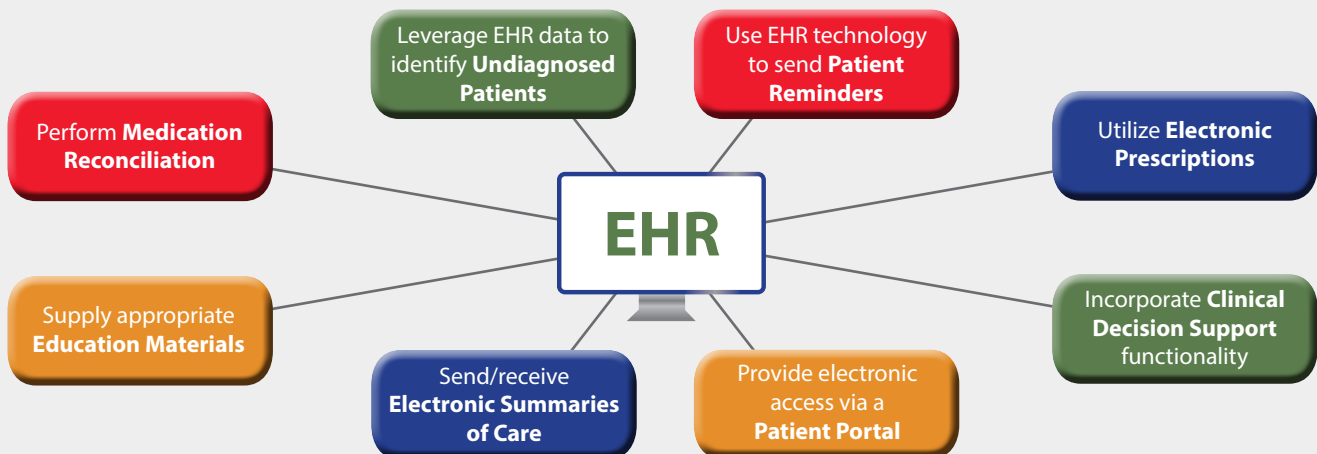 Leverage EHR data to
identify Undiagnosed
Patients
Use EHR technology
to send Patient
Reminders
Perform Medication
Reconciliation
Utilize Electronic
Prescriptions
EHR
Supply appropriate
Education Materials
Incorporate Clinical
Decision Support
functionality
Send/receive
Electronic Summaries
of Care
Provide electronic
access via a
Patient Portal